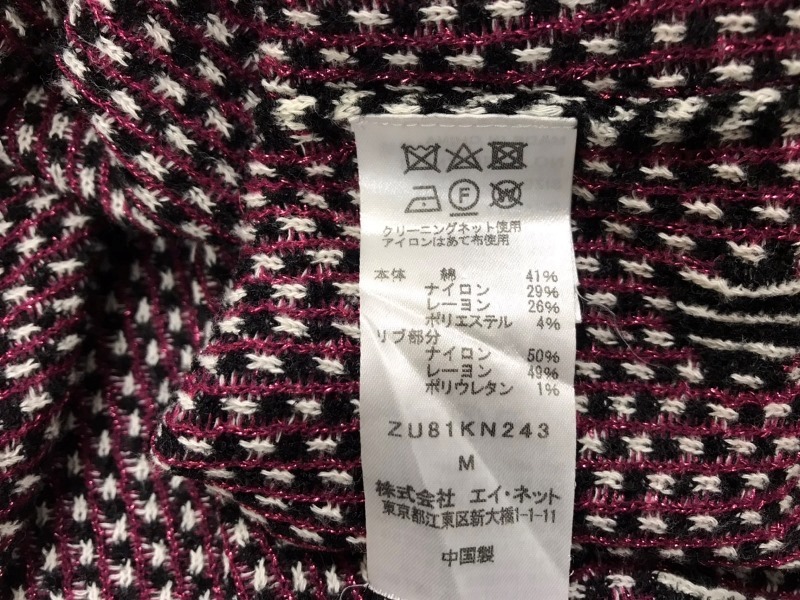 F
W
クリーニングネット使用
アイロンはあて布使用
本体 綿 41%
ナイロン 29%
レーヨン 26%
ポリエステル 4%
リブ部分
ナイロン 50%
レーヨン 49%
ポリウレタン 1%
ZU81KN243
M
株式会社 エイ・ネット
東京都江東区新大橋1-1-11
中国製